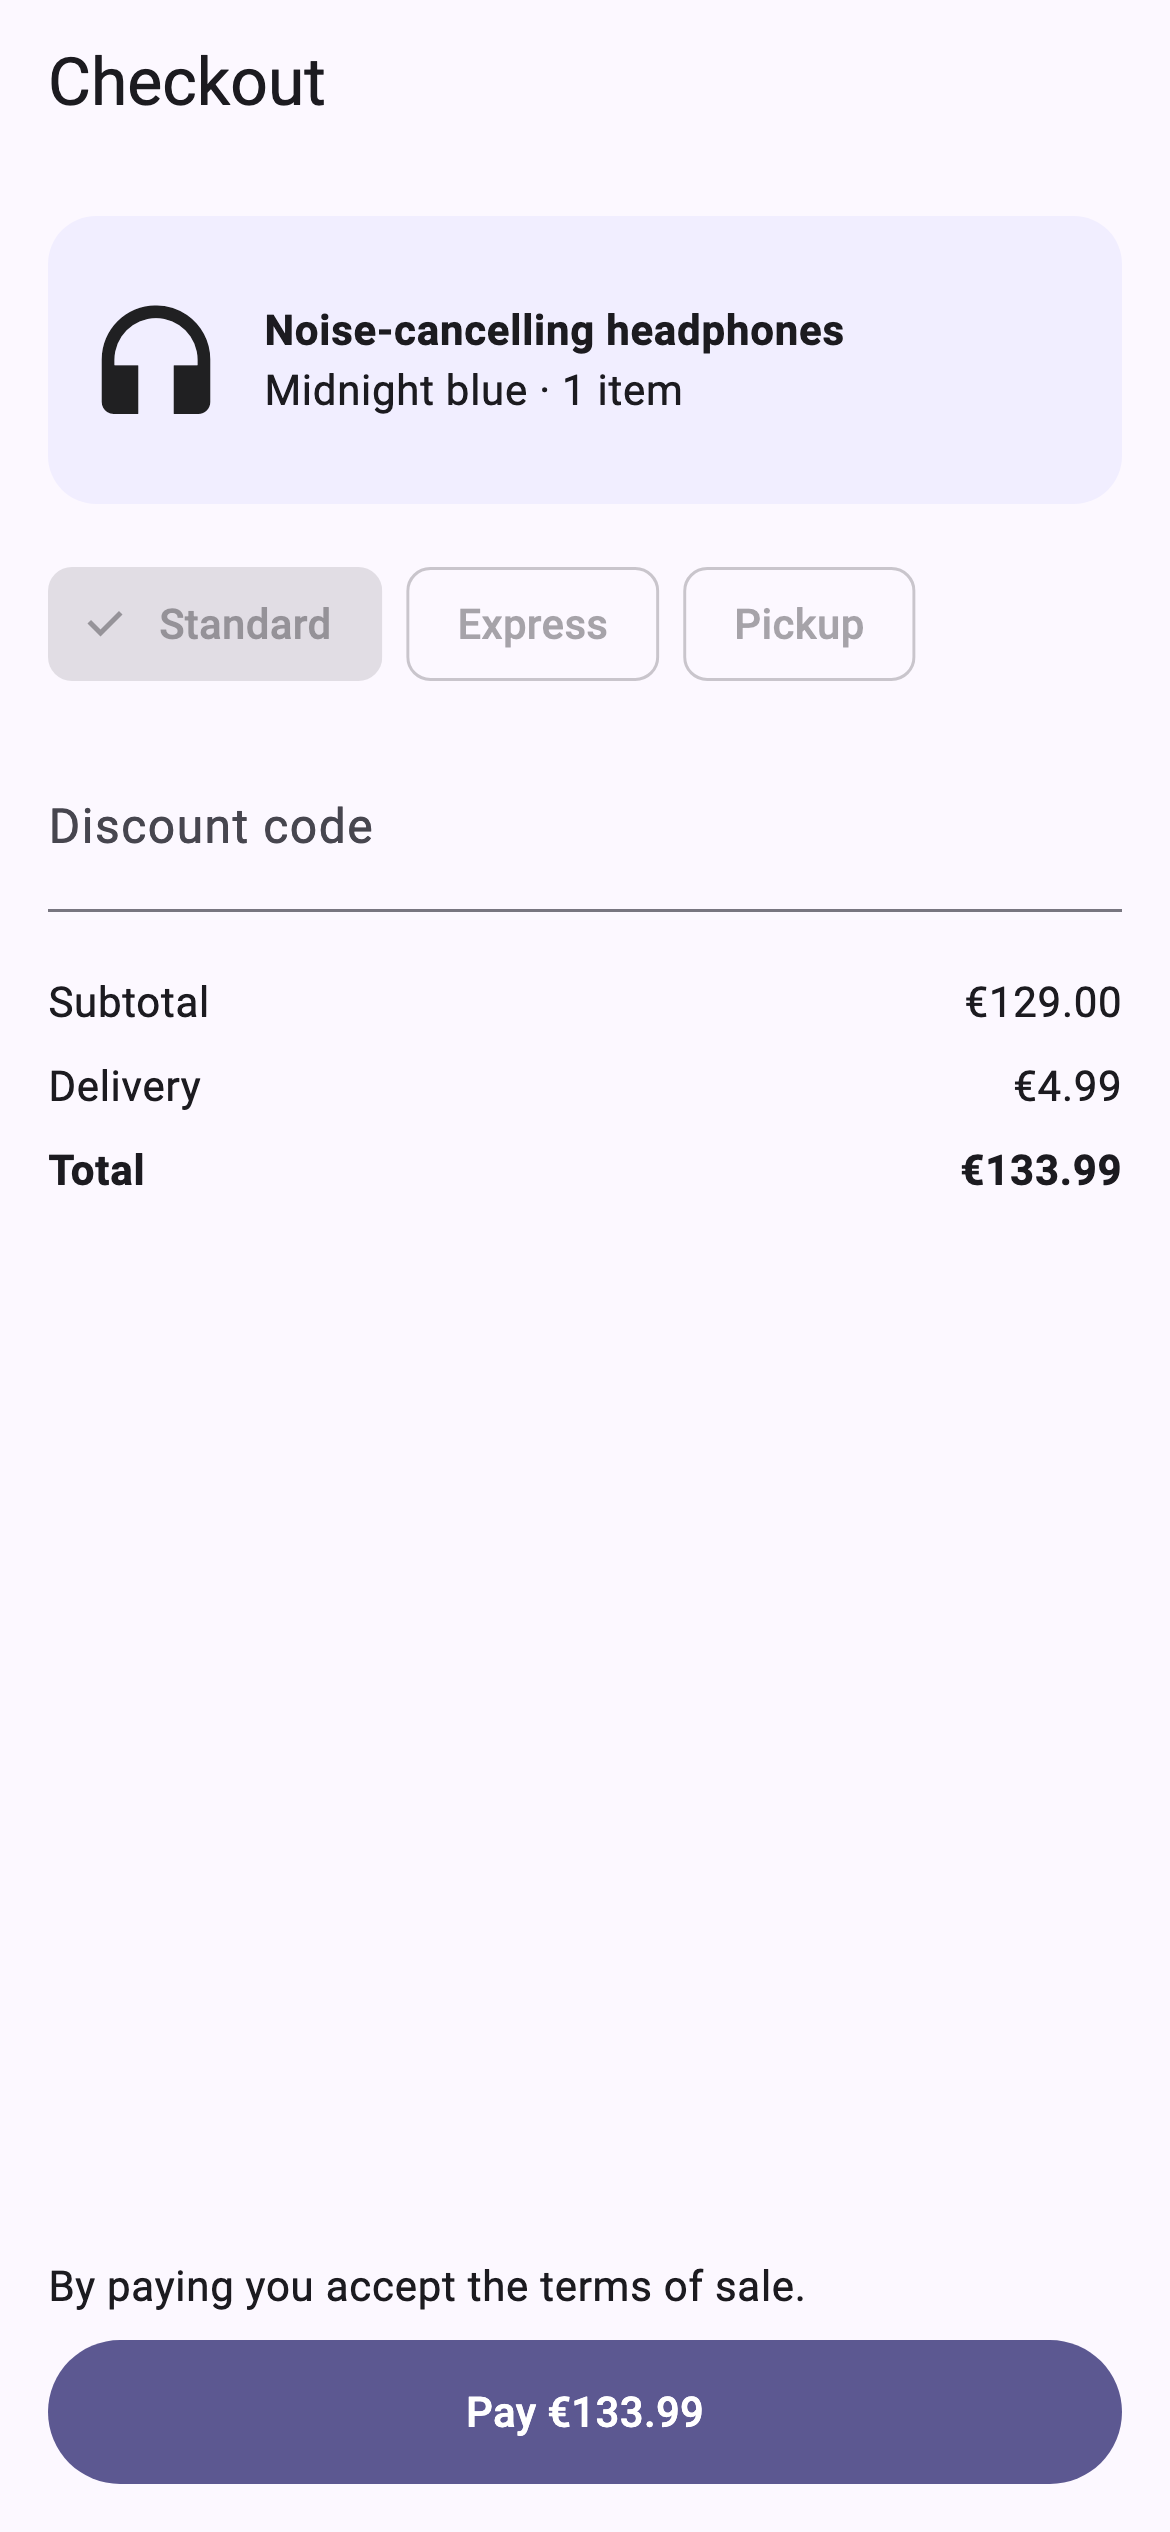 Checkout
Noise-cancelling headphones
Midnight blue · 1 item
Standard Express Pickup
Discount code
Subtotal €129.00
Delivery €4.99
Total €133.99
By paying you accept the terms of sale.
Pay €133.99